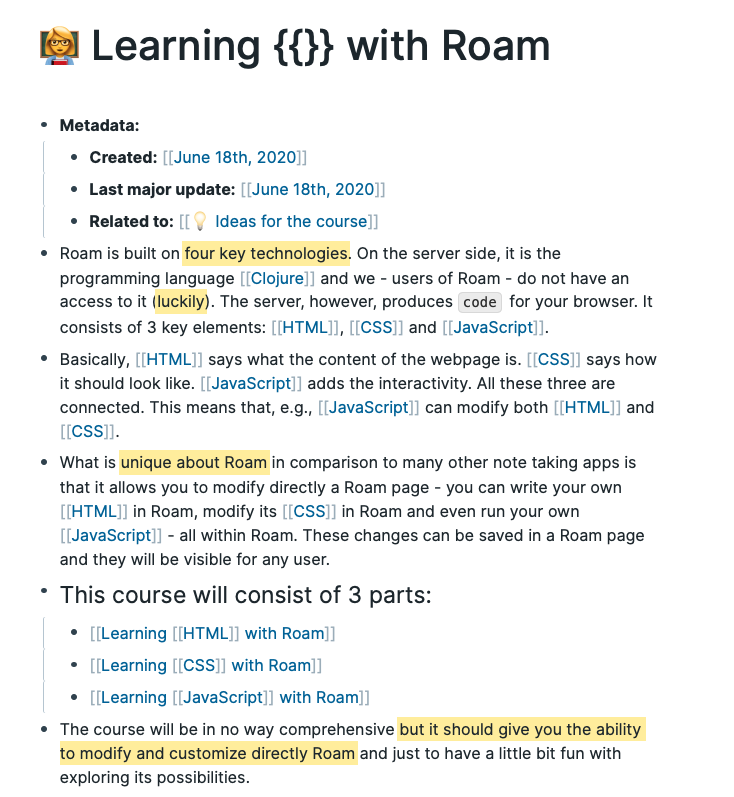 👩‍🏫 Learning {{}} with Roam
Metadata:
Created: [[June 18th, 2020]]
Last major update: [[June 18th, 2020]]
Related to: [[💡 Ideas for the course]]
Roam is built on four key technologies. On the server side, it is the
programming language [[Clojure]] and we - users of Roam - do not have an
access to it (luckily). The server, however, produces code for your browser. It
consists of 3 key elements: [[HTML]], [[CSS]] and [[JavaScript]].
Basically, [[HTML]] says what the content of the webpage is. [[CSS]] says how
it should look like. [[JavaScript]] adds the interactivity. All these three are
connected. This means that, e.g., [[JavaScript]] can modify both [[HTML]] and
[[CSS]].
What is unique about Roam in comparison to many other note taking apps is
that it allows you to modify directly a Roam page - you can write your own
[[HTML]] in Roam, modify its [[CSS]] in Roam and even run your own
[[JavaScript]] - all within Roam. These changes can be saved in a Roam page
and they will be visible for any user.
This course will consist of 3 parts:
[[Learning [[HTML]] with Roam]]
[[Learning [[CSS]] with Roam]]
[[Learning [[JavaScript]] with Roam]]
The course will be in no way comprehensive but it should give you the ability
to modify and customize directly Roam and just to have a little bit fun with
exploring its possibilities.